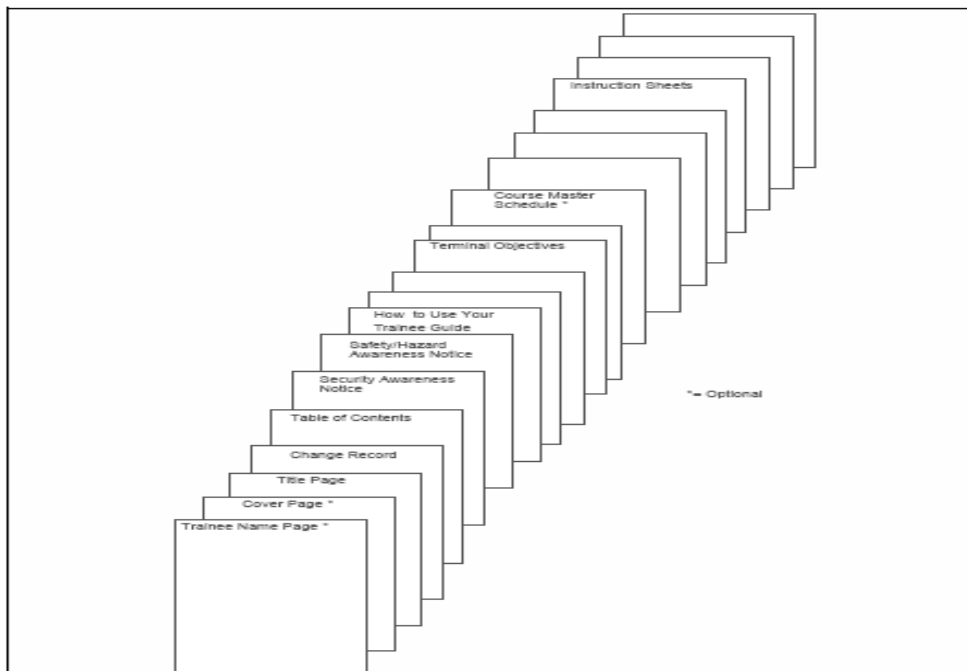 Instruction Sheets
Course Master
Schedule *
Terminal Objectives
How to Use Your
Trainee Guide
Safety/Hazard
Awareness Notice
Security Awareness
Notice
*= Optional
Table of Contents
Change Record
Title Page
Cover Page *
Trainee Name Page *